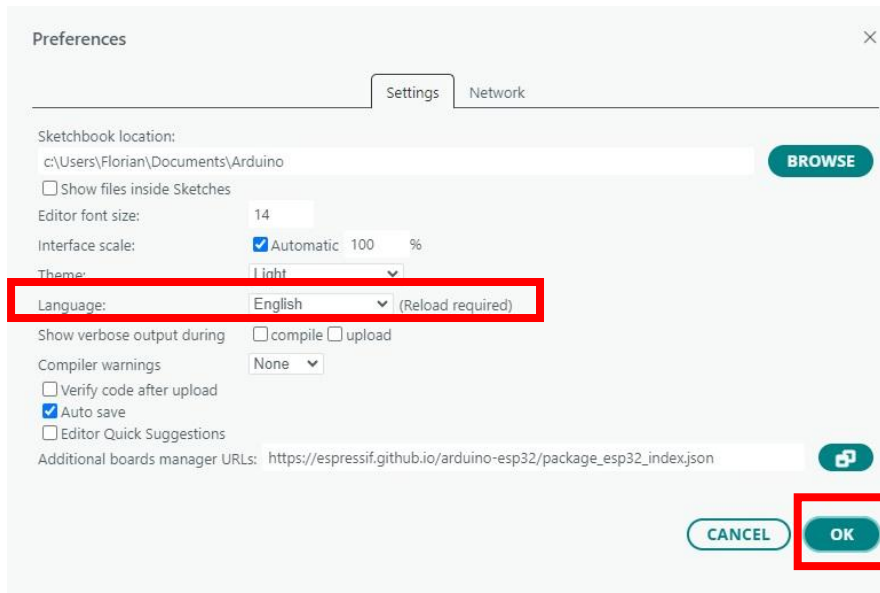 Preferences
Settings Network
Sketchbook location:
c:\Users\Florian\Documents\Arduino BROWSE
Show files inside Sketches
Editor font size: 14
Interface scale: Automatic 100 %
Theme: Light
Language: English (Reload required)
Show verbose output during compile upload
Compiler warnings None
Verify code after upload
Auto save
Editor Quick Suggestions
Additional boards manager URLs: https://espressif.github.io/arduino-esp32/package_esp32_index.json
CANCEL OK